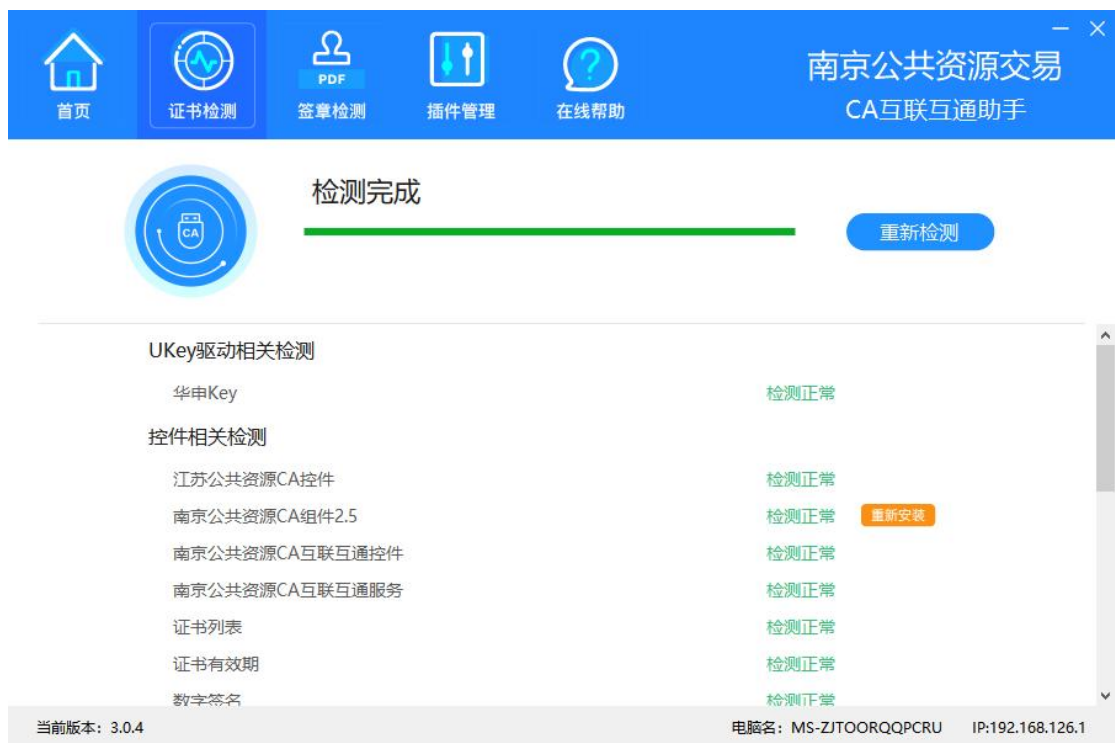 南京公共资源交易
CA互联互通助手
PDF
首页
证书检测
签章检测
插件管理
在线帮助
检测完成
CA
重新检测
UKey驱动相关检测
华申Key 检测正常
控件相关检测
江苏公共资源CA控件 检测正常
南京公共资源CA组件2.5 检测正常 重新安装
南京公共资源CA互联互通控件 检测正常
南京公共资源CA互联互通服务 检测正常
证书列表 检测正常
证书有效期 检测正常
数字签名 检测正常
当前版本：3.0.4 电脑名：MS-ZJTOORQQPCRU IP:192.168.126.1